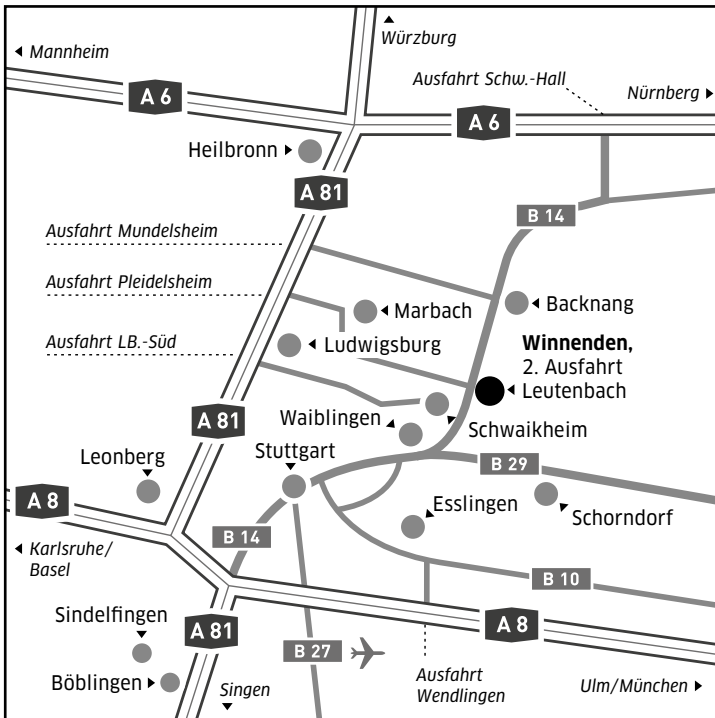 Würzburg
Mannheim
Ausfahrt Schw.-Hall
Nürnberg
A 6
A 6
Heilbronn
A 81
B 14
Ausfahrt Mundelsheim
Ausfahrt Pleidelsheim
Marbach
Backnang
Ausfahrt LB.-Süd
Ludwigsburg
Winnenden,
2. Ausfahrt
Leutenbach
A 81
Waiblingen
Schwaikheim
Leonberg
Stuttgart
B 29
A 8
Esslingen
Schorndorf
B 14
Karlsruhe/
Basel
B 10
Sindelfingen
A 81
A 8
B 27
Böblingen
Singen
Ausfahrt
Wendlingen
Ulm/München